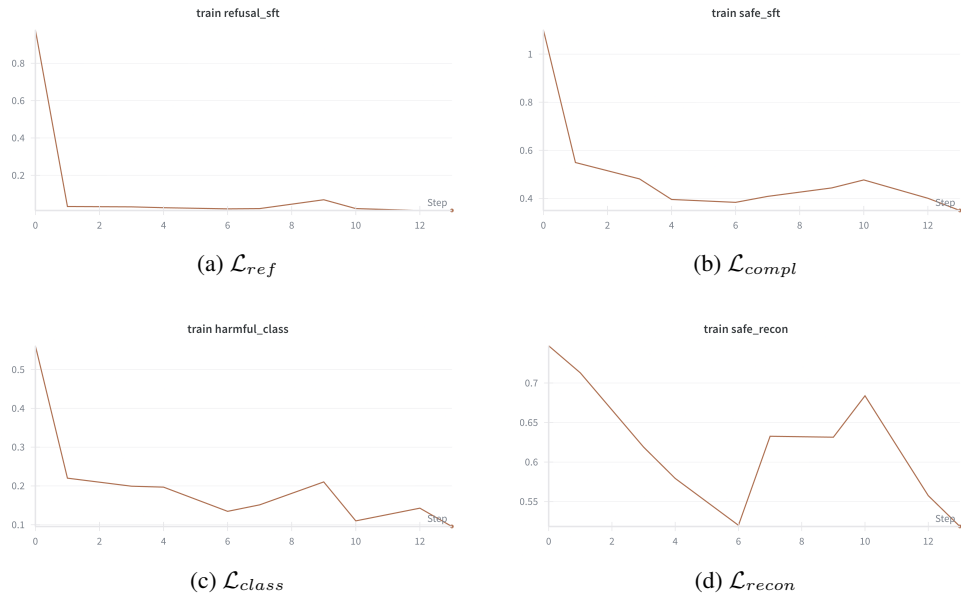 train refusal_sft
0.8
0.6
0.4
0.2
Step
0 2 4 6 8 10 12
(a) ℒ_ref
train safe_sft
1
0.8
0.6
0.4
Step
0 2 4 6 8 10 12
(b) ℒ_compl
train harmful_class
0.5
0.4
0.3
0.2
0.1
Step
0 2 4 6 8 10 12
(c) ℒ_class
train safe_recon
0.7
0.65
0.6
0.55
Step
0 2 4 6 8 10 12
(d) ℒ_recon